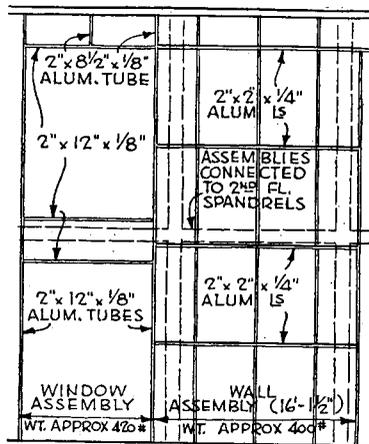 2"x 8½"x ⅛"
ALUM. TUBE
2"x 12"x ⅛"
2"x 2" x ¼"
ALUM LS
ASSEMBLIES
CONNECTED
TO 2ND FL.
SPANDRELS
2"x 12"x ⅛"
ALUM. TUBES
2"x 2" x ¼"
ALUM LS
WINDOW
ASSEMBLY
WT. APPROX 420#
WALL
ASSEMBLY (16'-1½")
WT. APPROX 400#